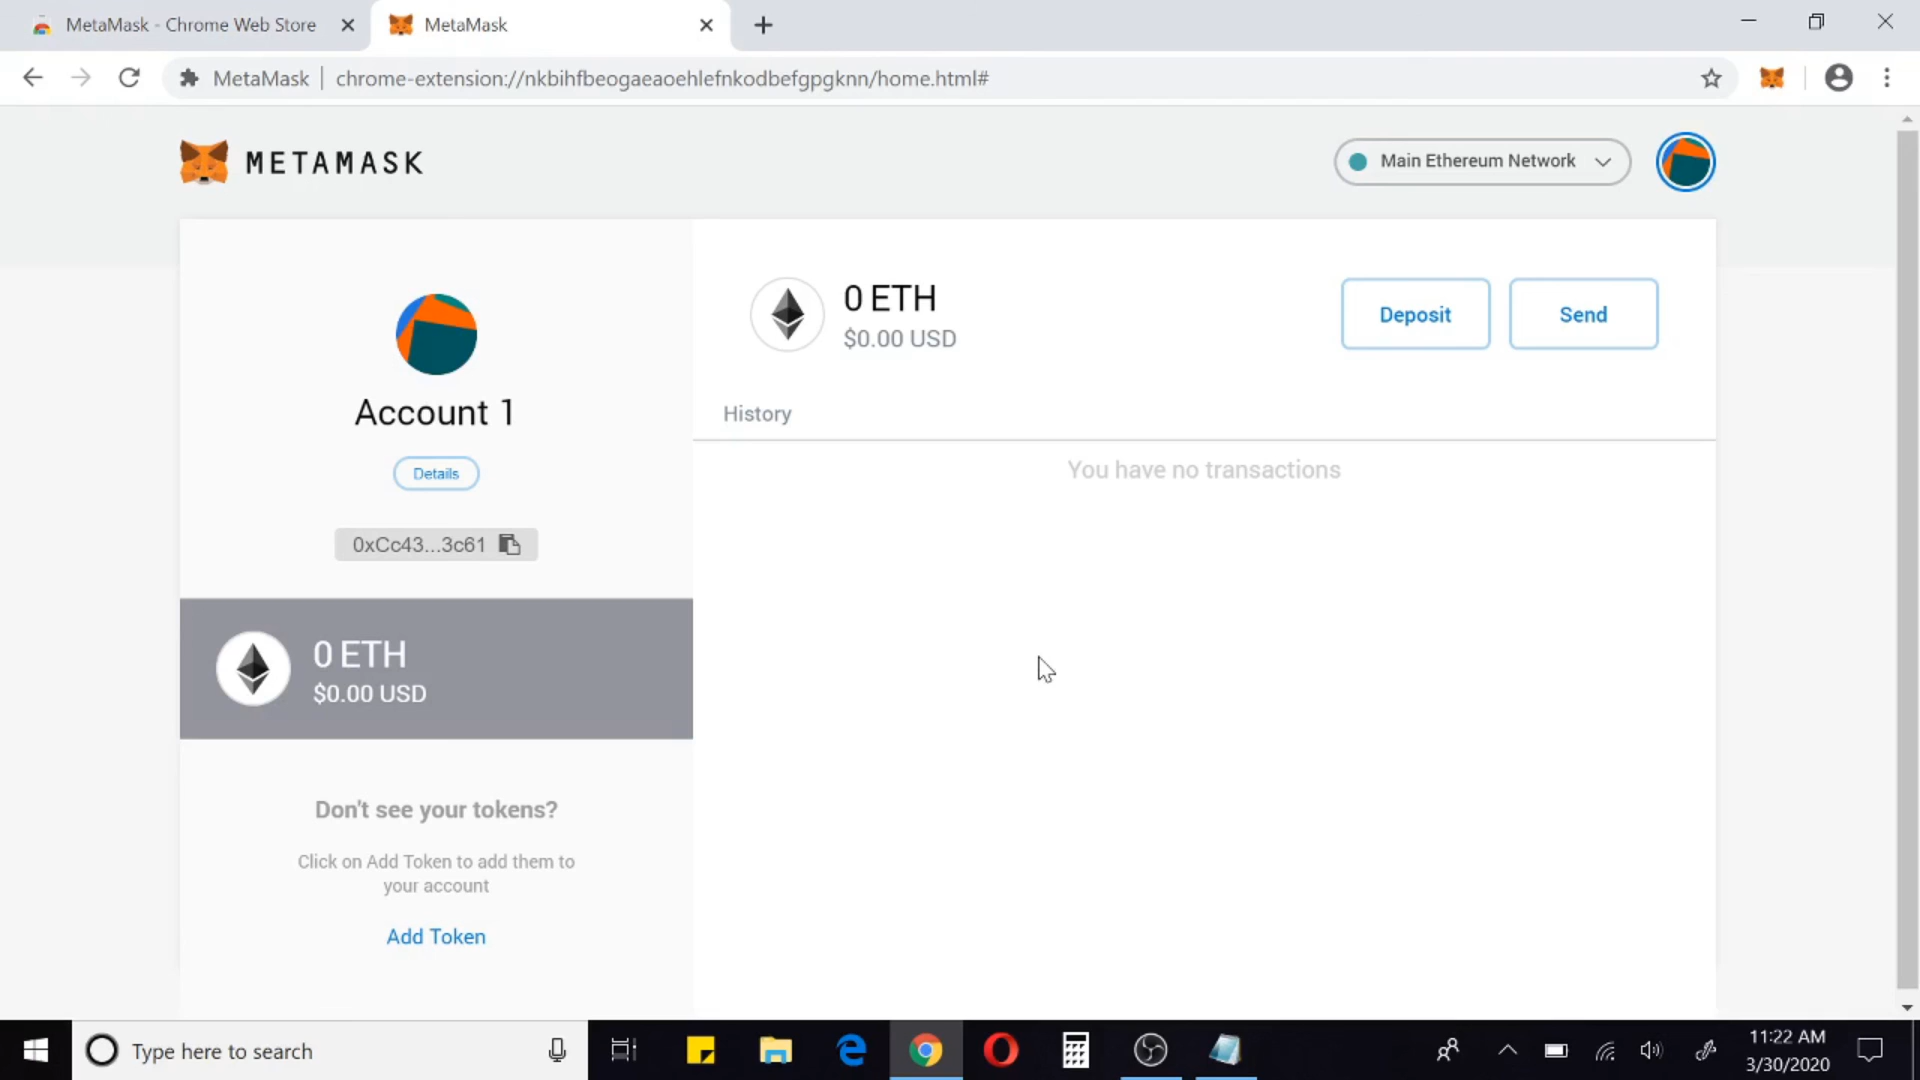 MetaMask - Chrome Web Store
MetaMask
MetaMask | chrome-extension://nkbihfbeogaeaoehlefnkodbefgpgknn/home.html#
METAMASK
Main Ethereum Network
Account 1
Details
0xCc43...3c61
0 ETH
$0.00 USD
Don't see your tokens?
Click on Add Token to add them to
your account
Add Token
0 ETH
$0.00 USD
Deposit
Send
History
You have no transactions
Type here to search
11:22 AM
3/30/2020